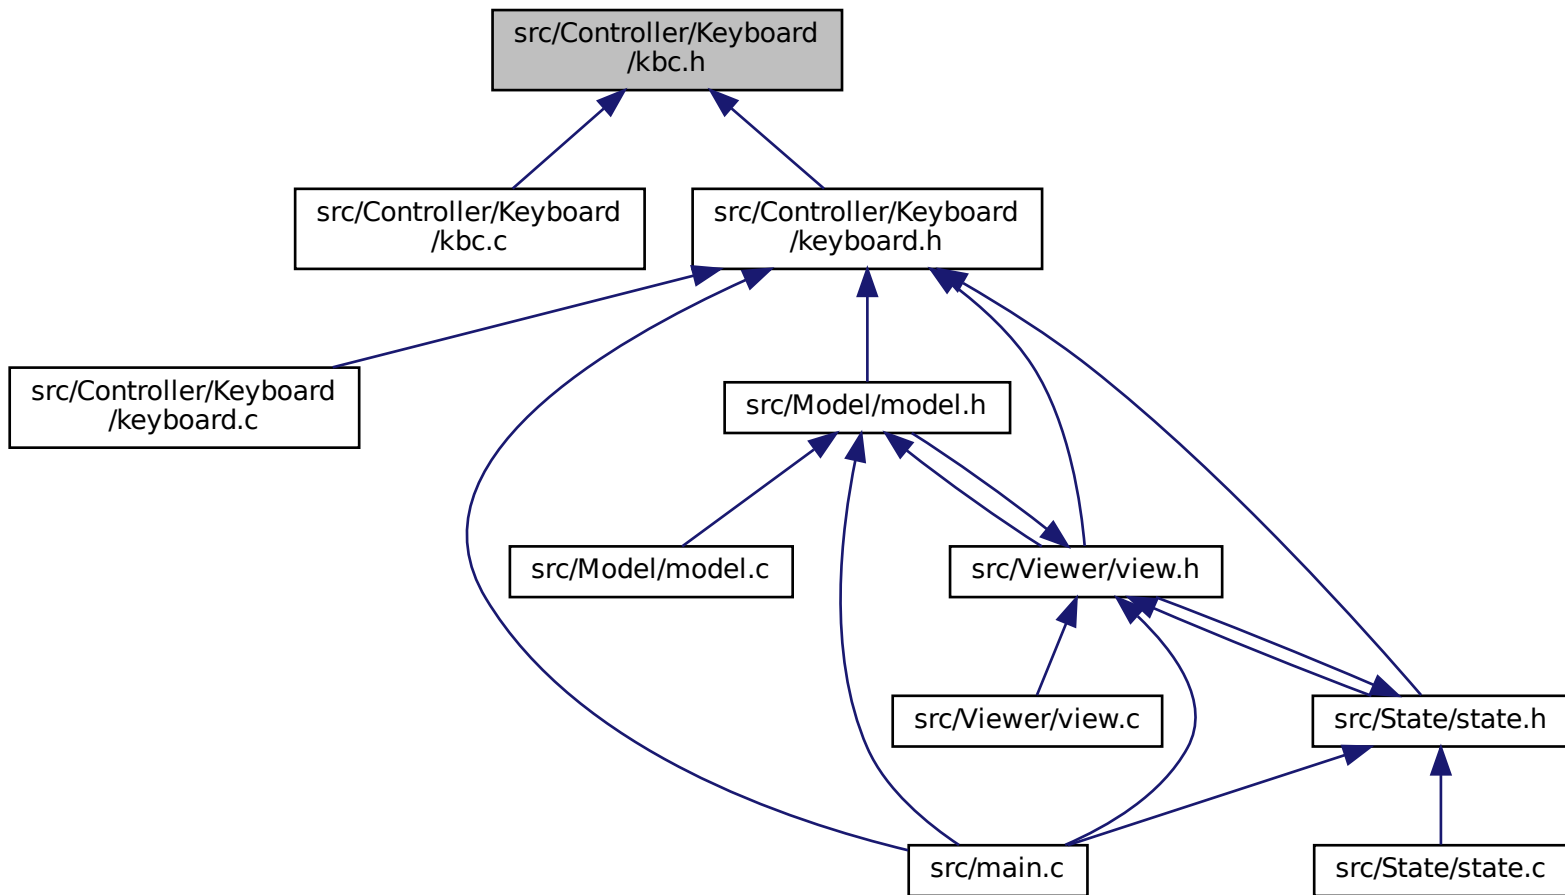 src/Controller/Keyboard
/kbc.h
src/Controller/Keyboard
/kbc.c
src/Controller/Keyboard
/keyboard.h
src/Controller/Keyboard
/keyboard.c
src/Model/model.h
src/Model/model.c
src/Viewer/view.h
src/Viewer/view.c
src/State/state.h
src/main.c
src/State/state.c